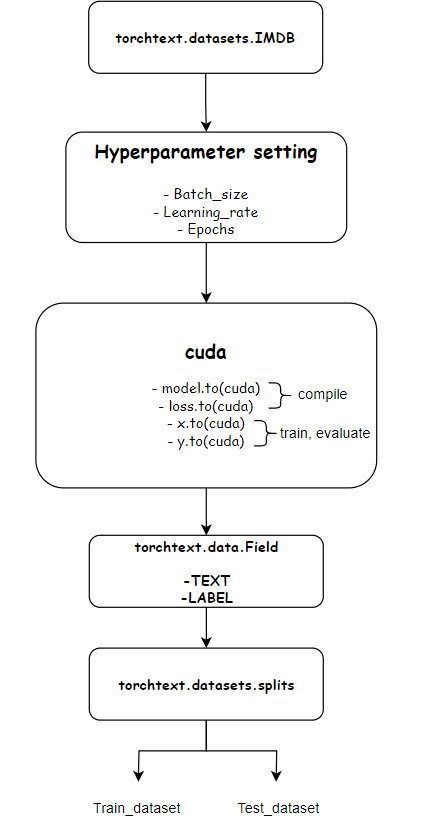 torchtext.datasets.IMDB
Hyperparameter setting
- Batch_size
- Learning_rate
- Epochs
cuda
- model.to(cuda)
- loss.to(cuda)
compile
- x.to(cuda)
- y.to(cuda)
train, evaluate
torchtext.data.Field
-TEXT
-LABEL
torchtext.datasets.splits
Train_dataset
Test_dataset